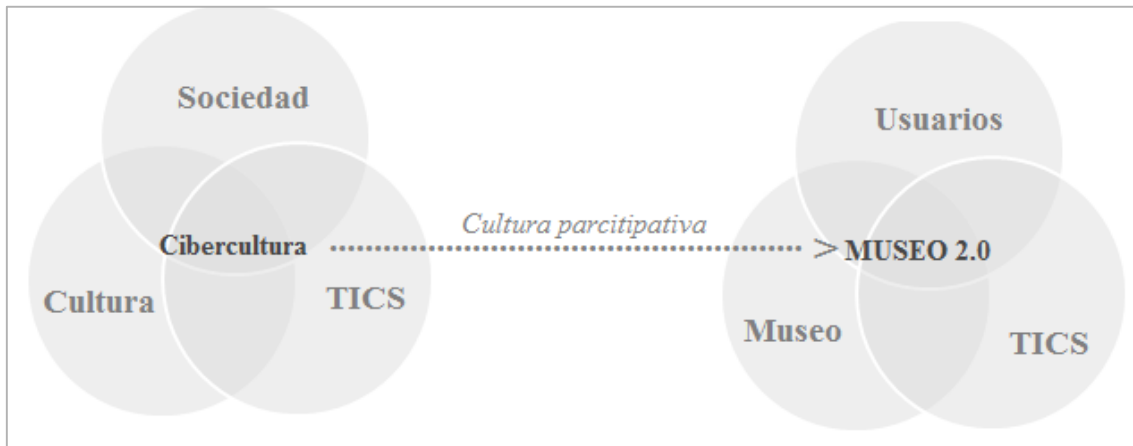 Sociedad
Usuarios
Cultura parcitipativa
Cibercultura
> MUSEO 2.0
Cultura
TICS
Museo
TICS